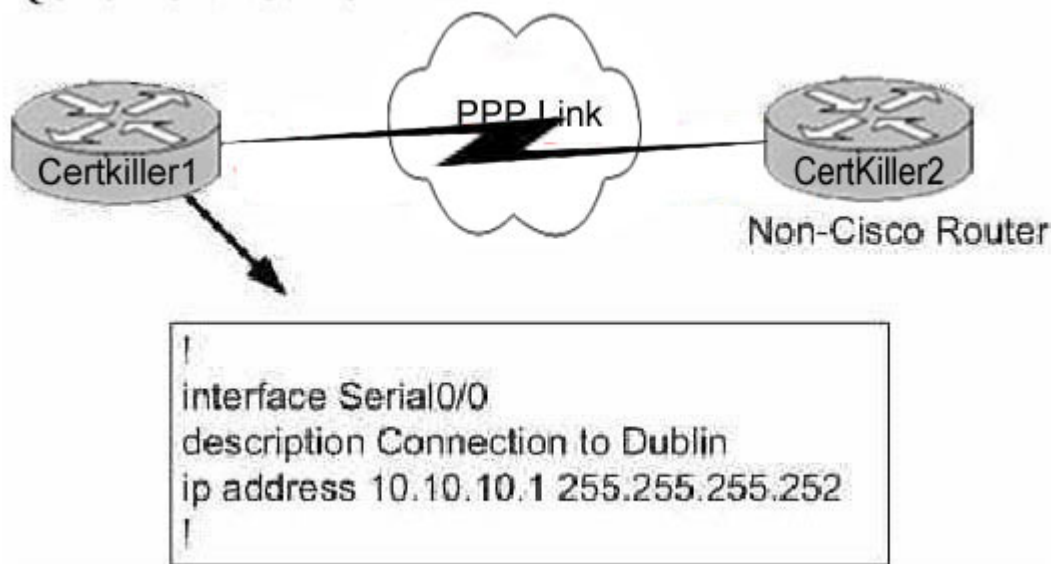 PPP Link
Certkiller1
CertKiller2
Non-Cisco Router
!
interface Serial0/0
description Connection to Dublin
ip address 10.10.10.1 255.255.255.252
!